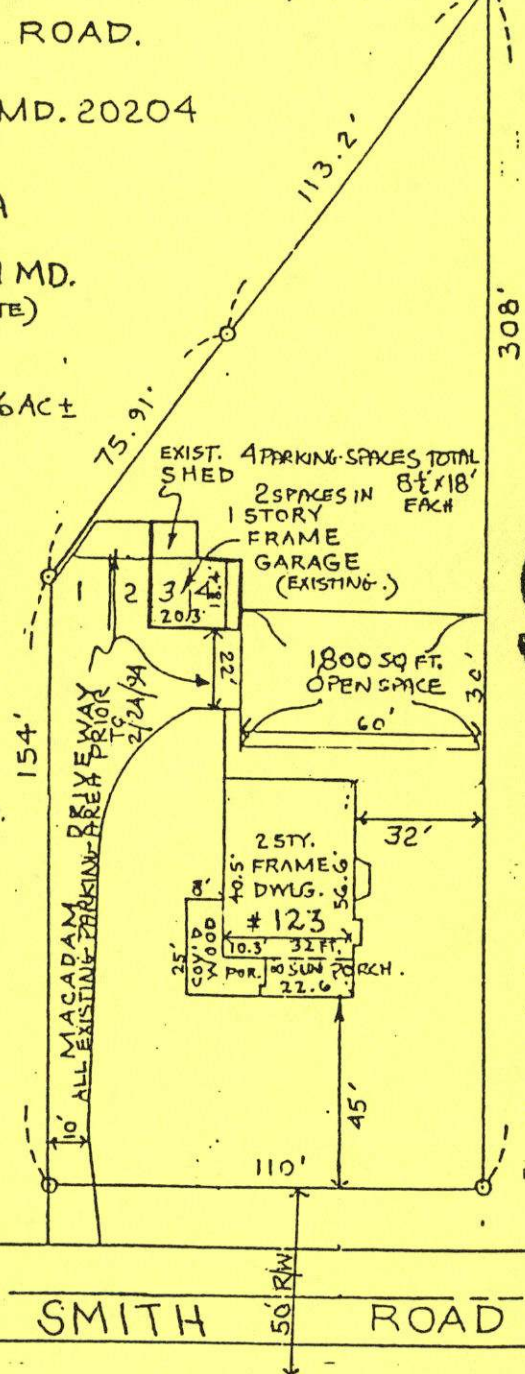 ROAD.
MD. 20204
A
MD.
TE)
AC ±
113.2'
308'
75.91'
EXIST.
SHED
4 PARKING SPACES TOTAL
8½'x18'
EACH
2 SPACES IN
1 STORY
FRAME
GARAGE
(EXISTING.)
1 2 3 4
18.4
20.3
22'
1800 SQ FT.
OPEN SPACE
30'
60'
154'
MACADAM DRIVEWAY
ALL EXISTING PARKING AREA PRIOR
TO
2/24/94
32'
2 STY.
FRAME
DWLG.
# 123
40.5'
56.6'
8'
25'
COV'D
WOOD
POR.
10.3' 32 FT.
8 SUN PORCH.
22.6
45'
10'
110'
50' R/W
SMITH ROAD